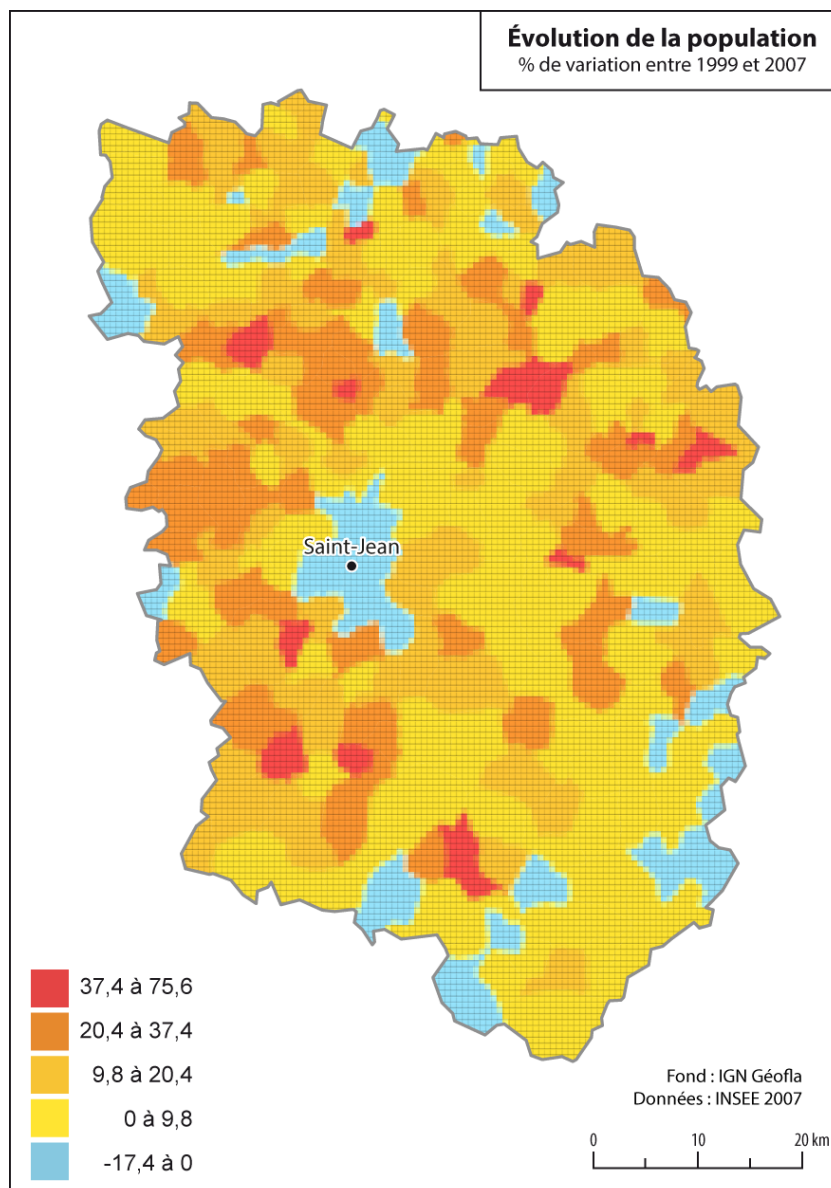 Évolution de la population
% de variation entre 1999 et 2007
Saint-Jean
37,4 à 75,6
20,4 à 37,4
9,8 à 20,4
0 à 9,8
-17,4 à 0
Fond : IGN Géofla
Données : INSEE 2007
0 10 20 km